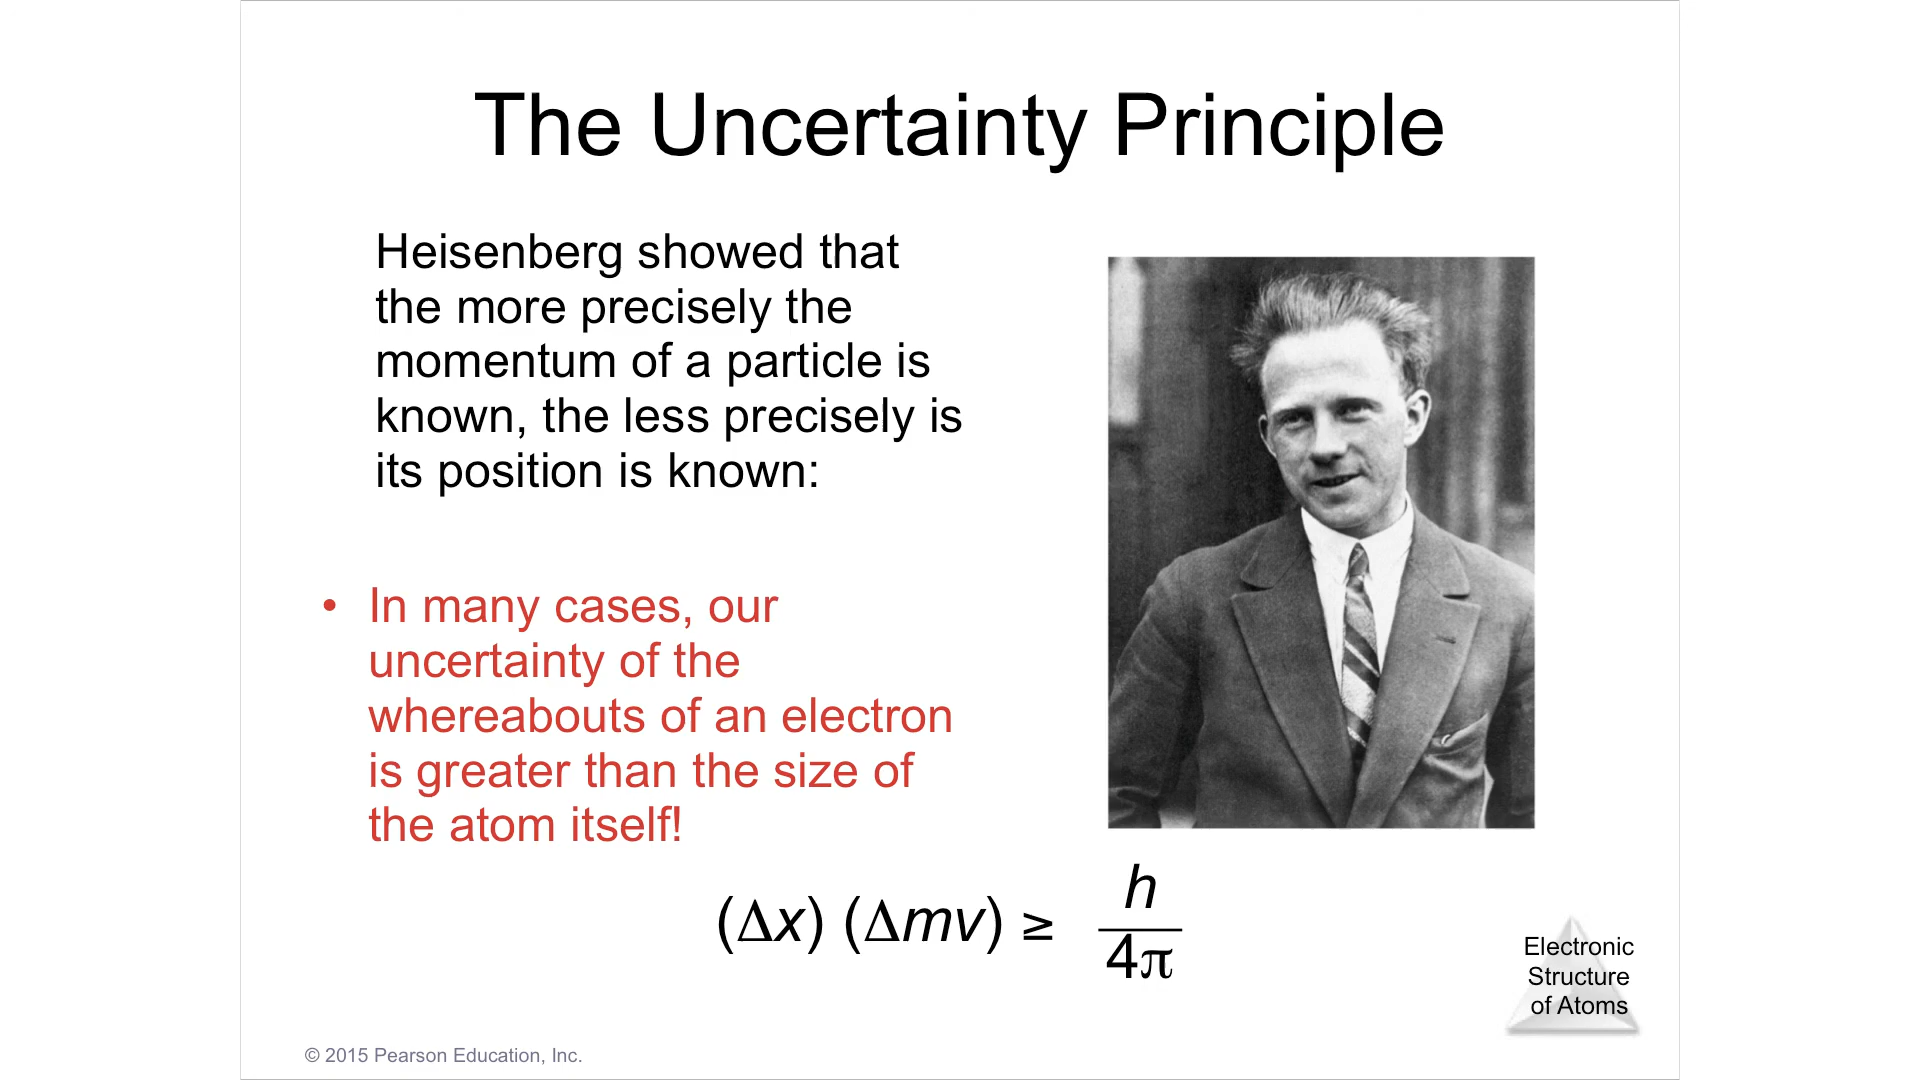 The Uncertainty Principle
Heisenberg showed that
the more precisely the
momentum of a particle is
known, the less precisely is
its position is known:
• In many cases, our
uncertainty of the
whereabouts of an electron
is greater than the size of
the atom itself!
(Δx) (Δmv) ≥ h
4π
Electronic
Structure
of Atoms
© 2015 Pearson Education, Inc.